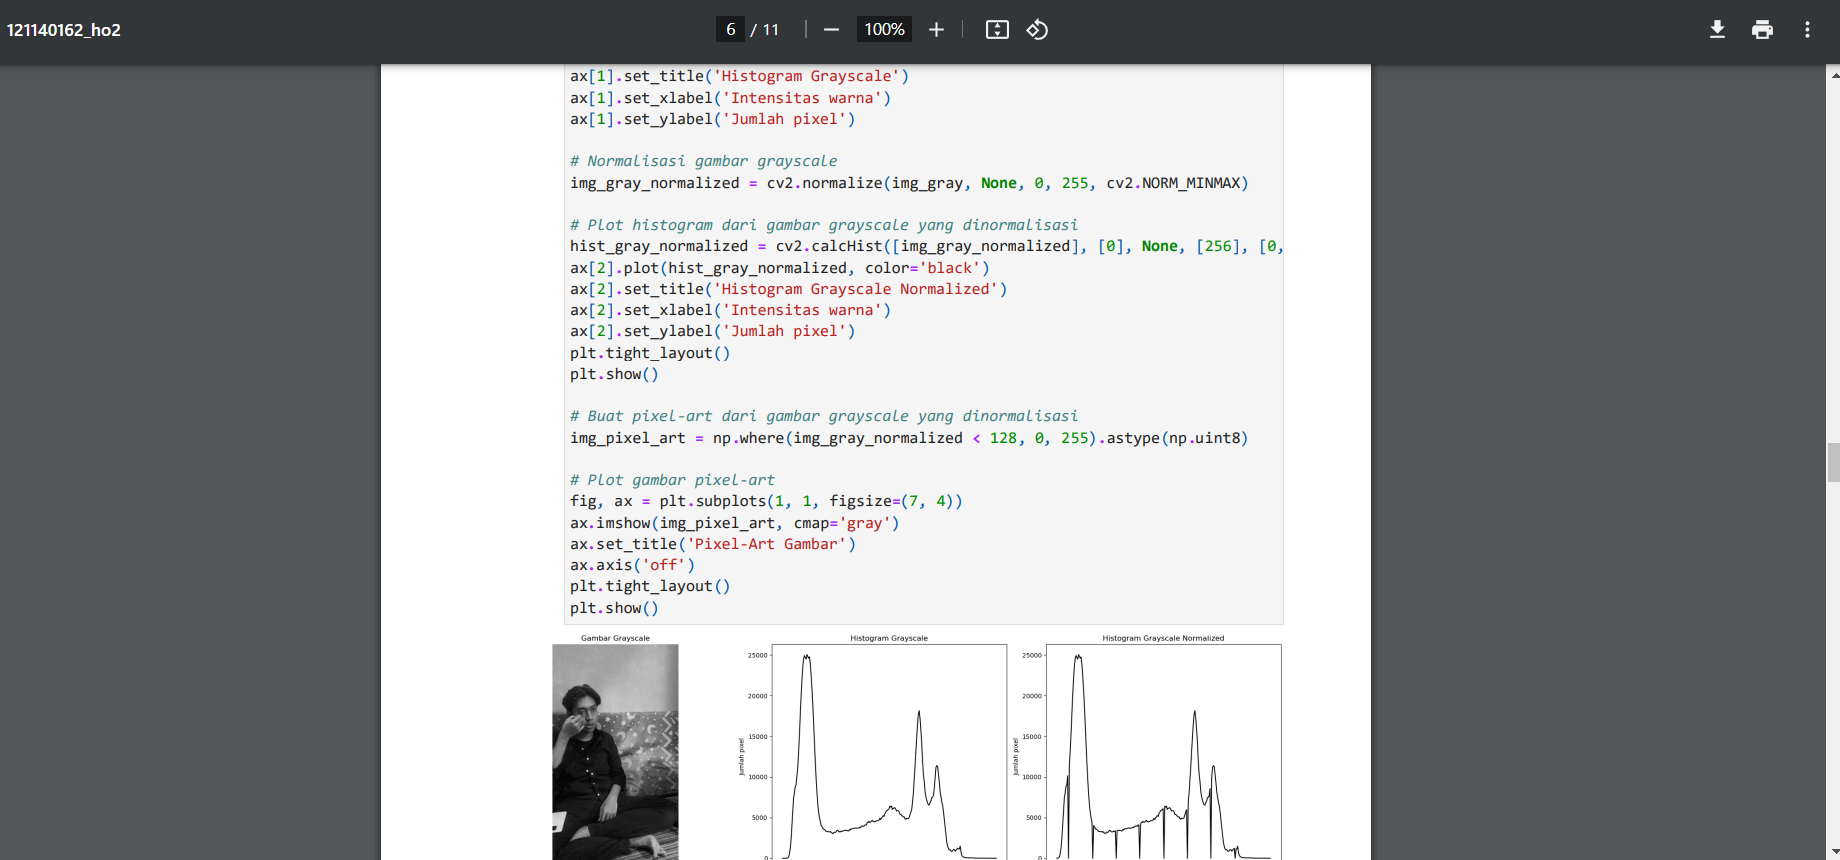 121140162_ho2
6 / 11
100%
ax[1].set_title('Histogram Grayscale')
ax[1].set_xlabel('Intensitas warna')
ax[1].set_ylabel('Jumlah pixel')
# Normalisasi gambar grayscale
img_gray_normalized = cv2.normalize(img_gray, None, 0, 255, cv2.NORM_MINMAX)
# Plot histogram dari gambar grayscale yang dinormalisasi
hist_gray_normalized = cv2.calcHist([img_gray_normalized], [0], None, [256], [0,
ax[2].plot(hist_gray_normalized, color='black')
ax[2].set_title('Histogram Grayscale Normalized')
ax[2].set_xlabel('Intensitas warna')
ax[2].set_ylabel('Jumlah pixel')
plt.tight_layout()
plt.show()
# Buat pixel-art dari gambar grayscale yang dinormalisasi
img_pixel_art = np.where(img_gray_normalized < 128, 0, 255).astype(np.uint8)
# Plot gambar pixel-art
fig, ax = plt.subplots(1, 1, figsize=(7, 4))
ax.imshow(img_pixel_art, cmap='gray')
ax.set_title('Pixel-Art Gambar')
ax.axis('off')
plt.tight_layout()
plt.show()
Gambar Grayscale
Histogram Grayscale
25000
20000
15000
10000
5000
0
Jumlah pixel
Histogram Grayscale Normalized
25000
20000
15000
10000
5000
0
Jumlah pixel